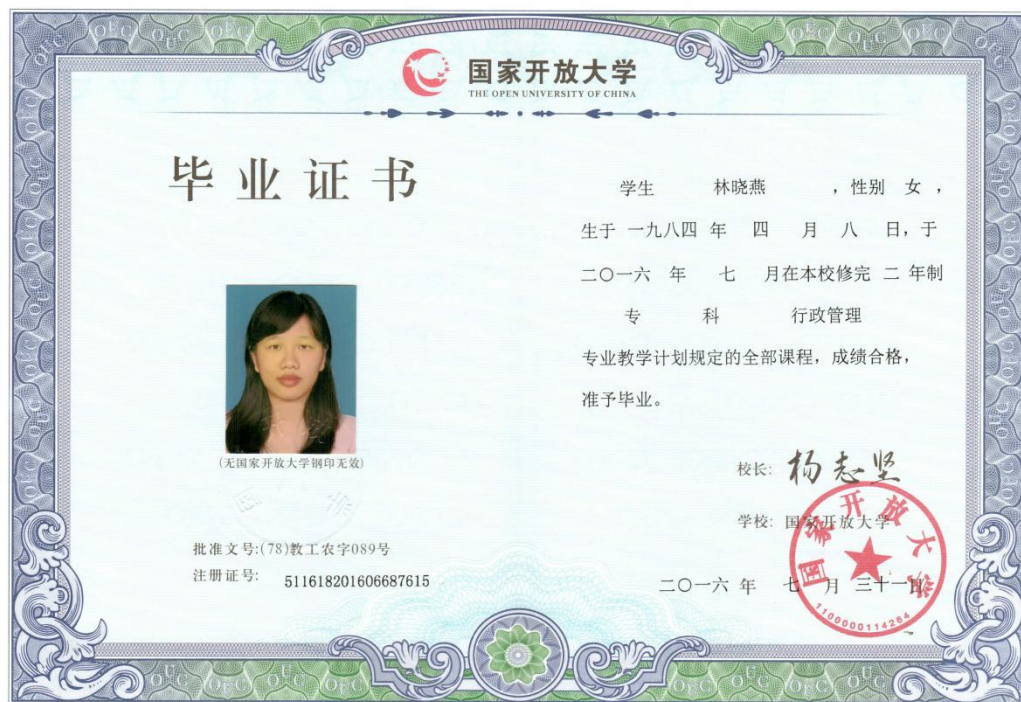 国家开放大学
THE OPEN UNIVERSITY OF CHINA
毕业证书
学生 林晓燕 ，性别 女 ，
生于 一九八四 年 四 月 八 日，于
二〇一六 年 七 月在本校修完 二 年制
专 科 行政管理
专业教学计划规定的全部课程，成绩合格，
准予毕业。
(无国家开放大学钢印无效)
批准文号:(78)教工农字089号
注册证号: 511618201606687615
校长: 杨志坚
学校: 国家开放大学
二〇一六 年 七 月 三十一日
国家开放大学
1100000114284